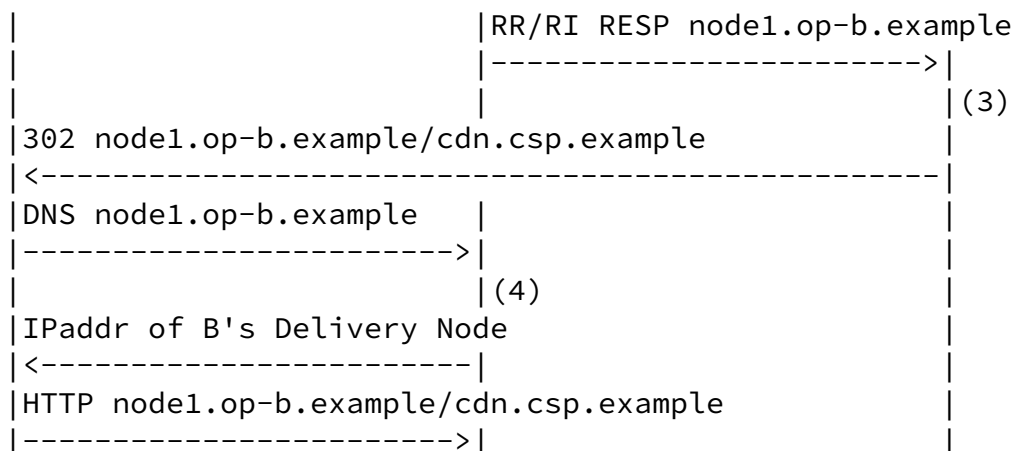 |                         |RR/RI RESP node1.op-b.example
|                         |------------------------>|
|                         |                         |(3)
|302 node1.op-b.example/cdn.csp.example             |
|<--------------------------------------------------|
|DNS node1.op-b.example   |                         |
|------------------------>|                         |
|                         |(4)                      |
|IPaddr of B's Delivery Node                        |
|<------------------------|                         |
|HTTP node1.op-b.example/cdn.csp.example            |
|------------------------>|                         |